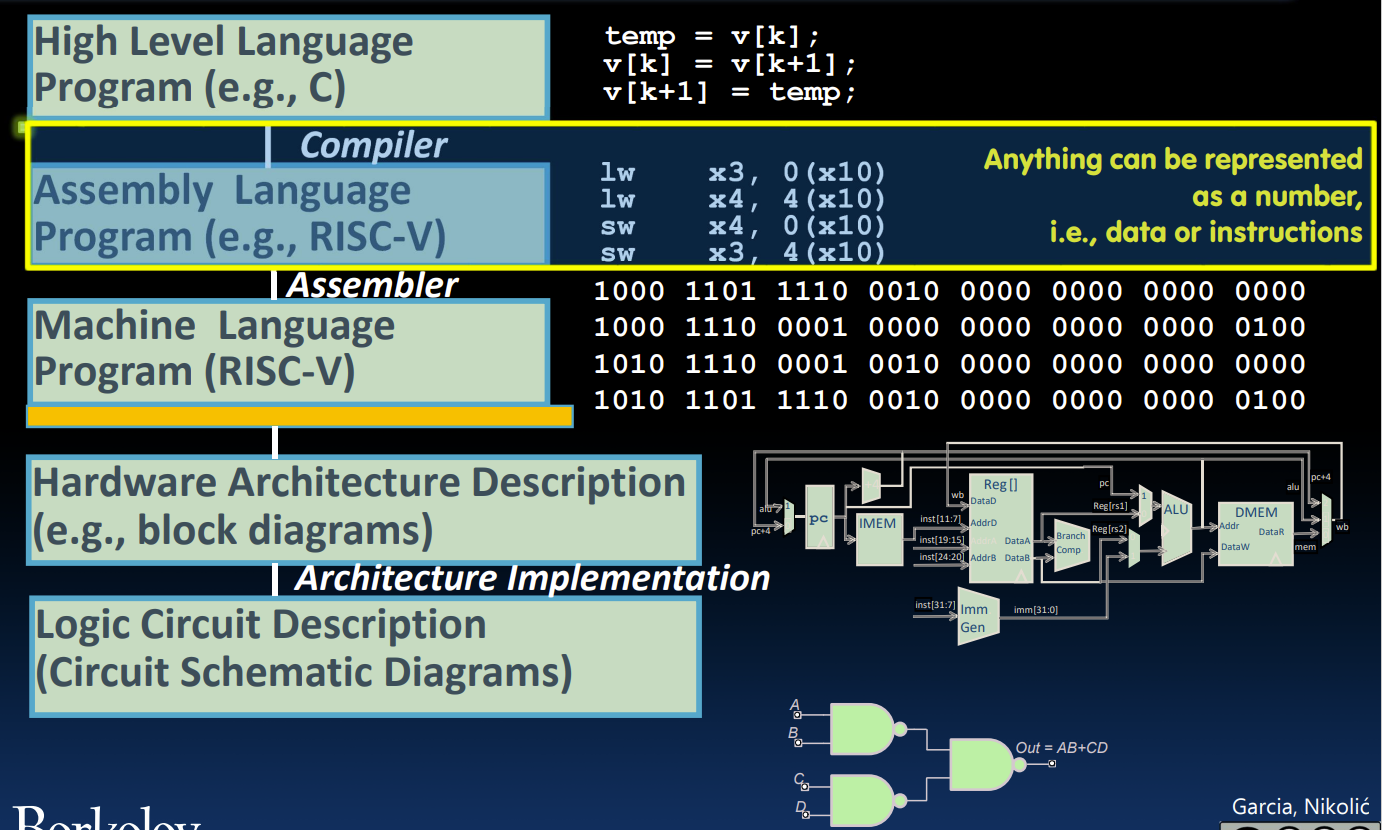 High Level Language
Program (e.g., C)
temp = v[k];
v[k] = v[k+1];
v[k+1] = temp;
Compiler
Assembly Language
Program (e.g., RISC-V)
lw x3, 0(x10)
lw x4, 4(x10)
sw x4, 0(x10)
sw x3, 4(x10)
Anything can be represented
as a number,
i.e., data or instructions
Assembler
Machine Language
Program (RISC-V)
1000 1101 1110 0010 0000 0000 0000 0000
1000 1110 0001 0000 0000 0000 0000 0100
1010 1110 0001 0010 0000 0000 0000 0000
1010 1101 1110 0010 0000 0000 0000 0100
Hardware Architecture Description
(e.g., block diagrams)
alu
1
pc+4
pc
IMEM
inst[11:7]
inst[19:15]
inst[24:20]
wb
Reg[]
DataD
AddrD
AddrB
DataA
DataB
Branch
Comp
pc
Reg[rs1]
Reg[rs2]
1
ALU
DMEM
Addr
DataR
DataW
alu
pc+4
mem
wb
inst[31:7]
Imm
Gen
imm[31:0]
Architecture Implementation
Logic Circuit Description
(Circuit Schematic Diagrams)
A
B
C
D
Out = AB+CD
Garcia, Nikolić